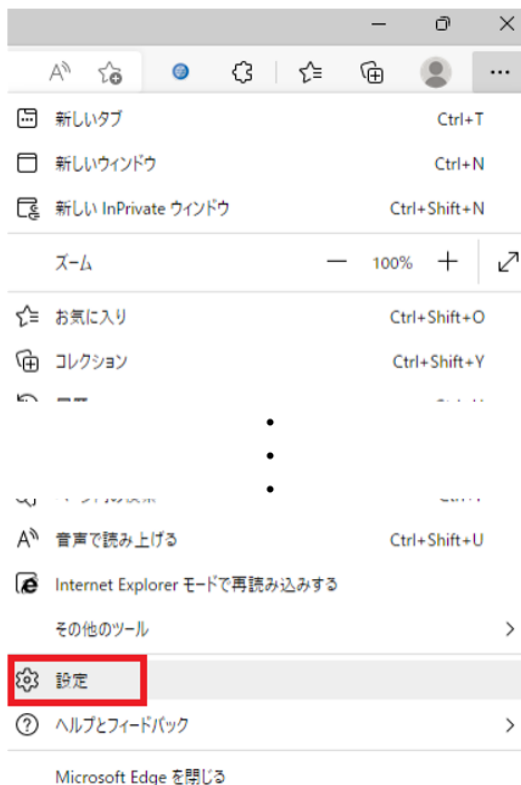 新しいタブ Ctrl+T
新しいウィンドウ Ctrl+N
新しい InPrivate ウィンドウ Ctrl+Shift+N
ズーム 100%
お気に入り Ctrl+Shift+O
コレクション Ctrl+Shift+Y
音声で読み上げる Ctrl+Shift+U
Internet Explorer モードで再読み込みする
その他のツール
設定
ヘルプとフィードバック
Microsoft Edge を閉じる